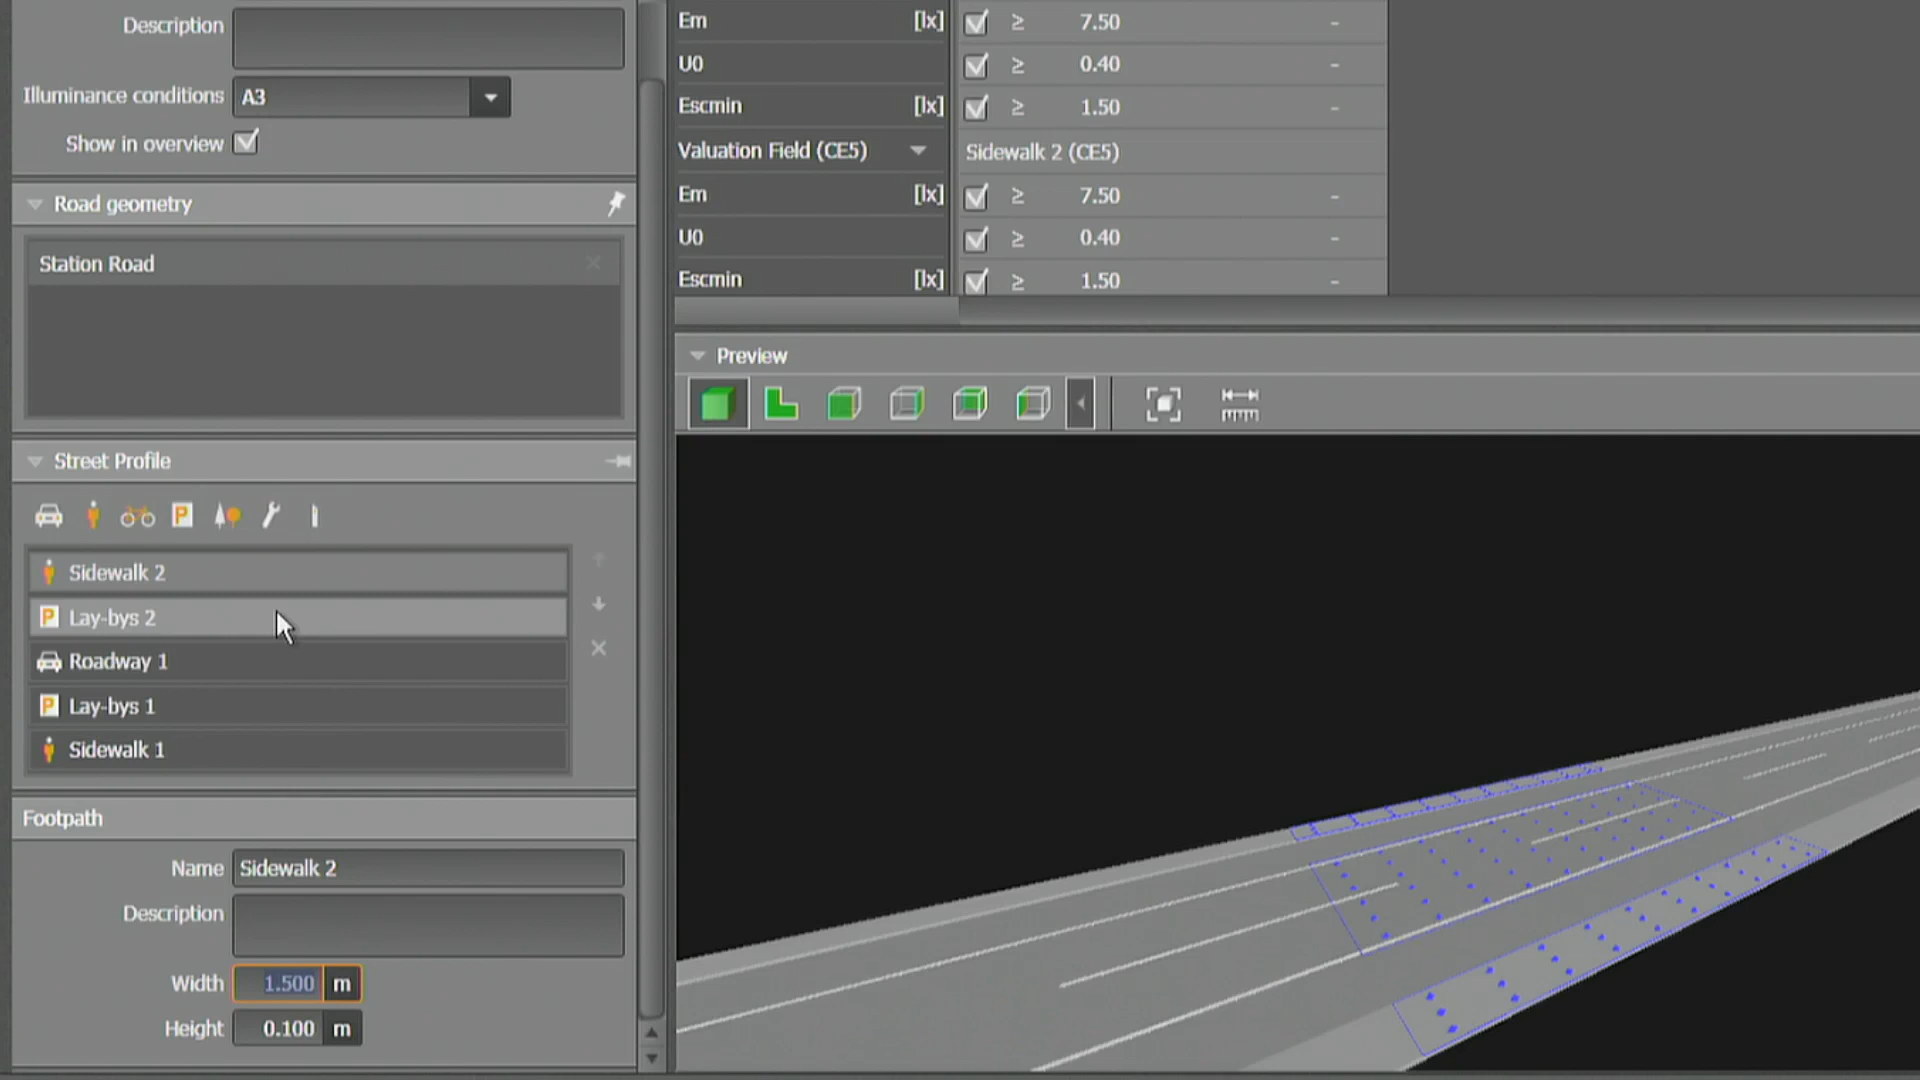 Description
Illuminance conditions A3
Show in overview
Road geometry
Station Road
Street Profile
P
Sidewalk 2
P Lay-bys 2
Roadway 1
P Lay-bys 1
Sidewalk 1
Footpath
Name Sidewalk 2
Description
Width 1.500 m
Height 0.100 m
Em [lx] ≥ 7.50 -
U0 ≥ 0.40 -
Escmin [lx] ≥ 1.50 -
Valuation Field (CE5) Sidewalk 2 (CE5)
Em [lx] ≥ 7.50 -
U0 ≥ 0.40 -
Escmin [lx] ≥ 1.50 -
Preview